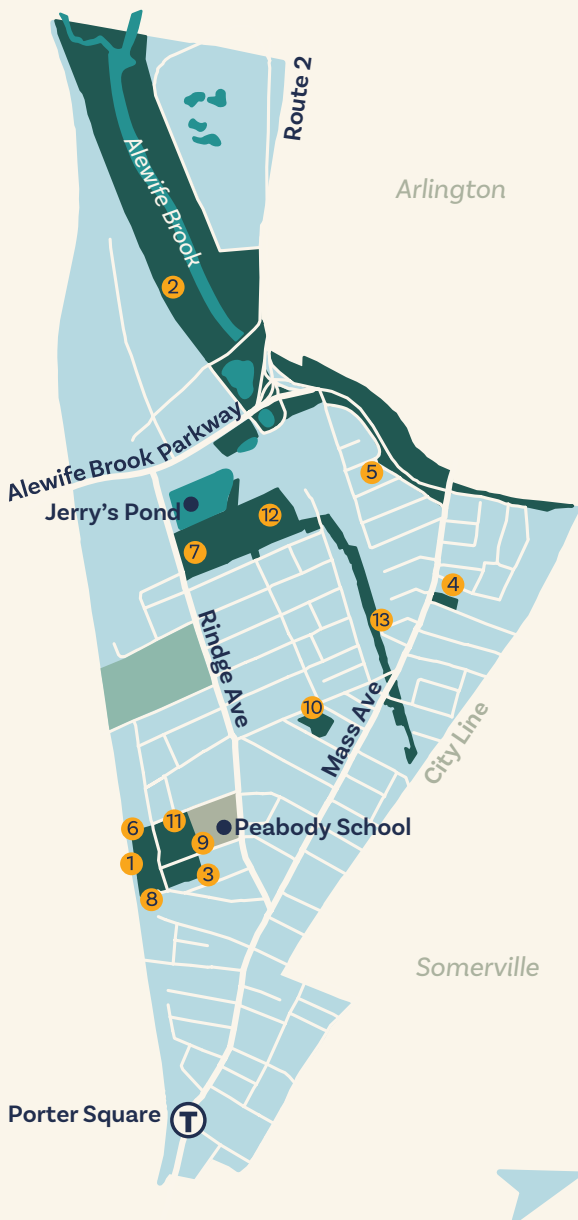 Route 2
Arlington
Alewife Brook
2
Alewife Brook Parkway
5
Jerry's Pond
12
7
4
13
Rindge Ave
10
Mass Ave
City Line
11
6
Peabody School
9
1
3
8
Somerville
Porter Square
T